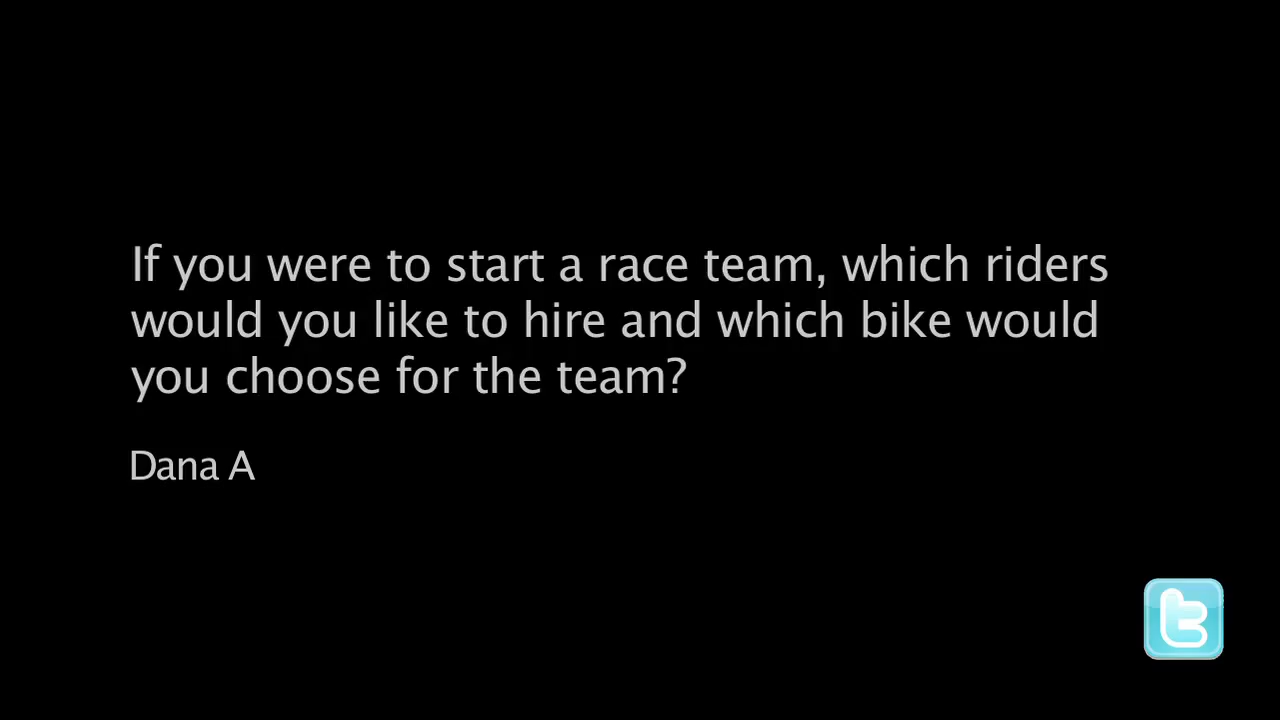 If you were to start a race team, which riders
would you like to hire and which bike would
you choose for the team?
Dana A
t